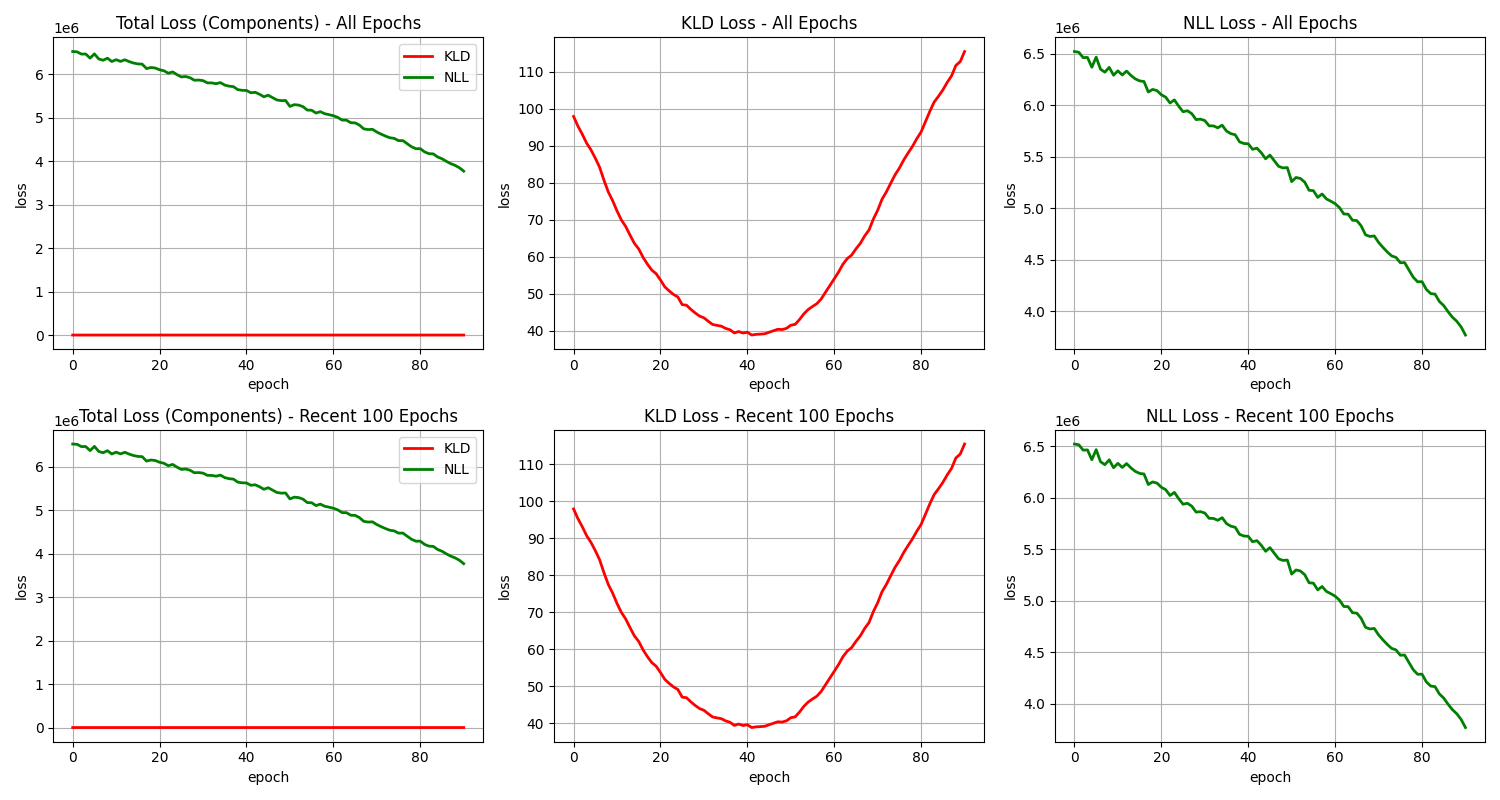 Total Loss (Components) - All Epochs
1e6
KLD
NLL
6
5
4
3
2
1
0
loss
0 20 40 60 80
epoch
KLD Loss - All Epochs
110
100
90
80
70
60
50
40
loss
0 20 40 60 80
epoch
NLL Loss - All Epochs
1e6
6.5
6.0
5.5
5.0
4.5
4.0
loss
0 20 40 60 80
epoch
Total Loss (Components) - Recent 100 Epochs
1e6
KLD
NLL
6
5
4
3
2
1
0
loss
0 20 40 60 80
epoch
KLD Loss - Recent 100 Epochs
110
100
90
80
70
60
50
40
loss
0 20 40 60 80
epoch
NLL Loss - Recent 100 Epochs
1e6
6.5
6.0
5.5
5.0
4.5
4.0
loss
0 20 40 60 80
epoch